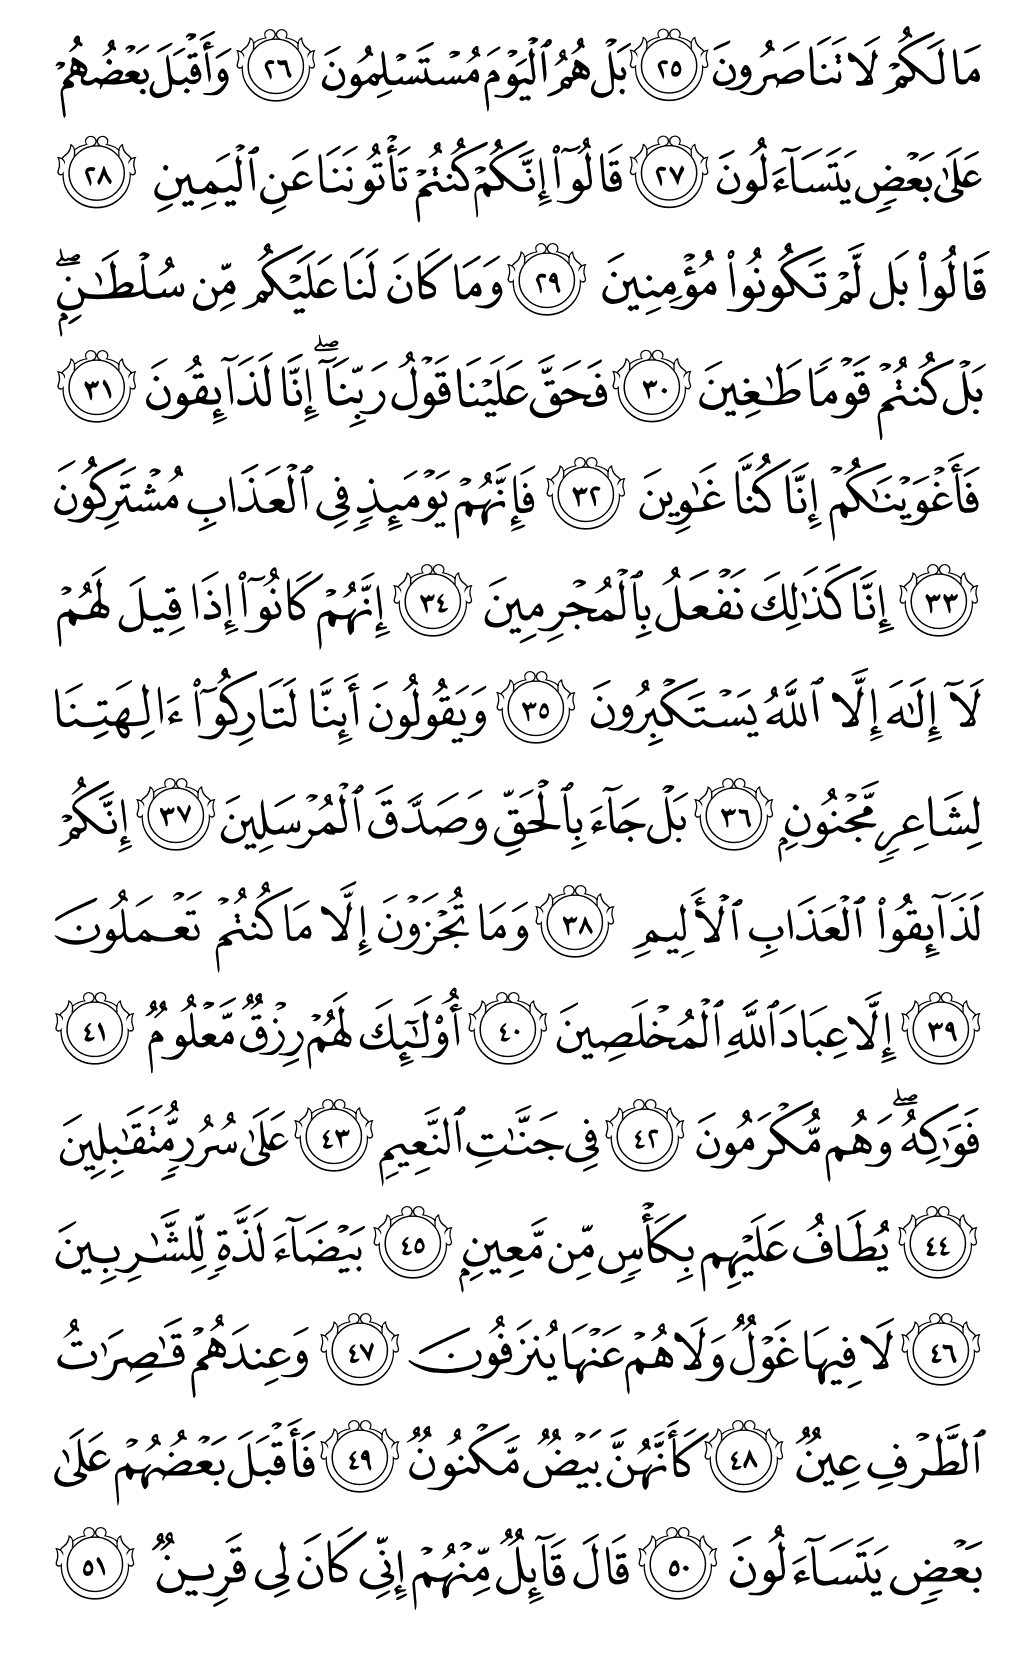 مَا لَكُمْ لَا تَنَاصَرُونَ ٢٥ بَلْ هُمُ ٱلْيَوْمَ مُسْتَسْلِمُونَ ٢٦ وَأَقْبَلَ بَعْضُهُمْ
عَلَىٰ بَعْضٍ يَتَسَآءَلُونَ ٢٧ قَالُوٓا۟ إِنَّكُمْ كُنتُمْ تَأْتُونَنَا عَنِ ٱلْيَمِينِ ٢٨
قَالُوا۟ بَل لَّمْ تَكُونُوا۟ مُؤْمِنِينَ ٢٩ وَمَا كَانَ لَنَا عَلَيْكُم مِّن سُلْطَـٰنٍۭ ۖ
بَلْ كُنتُمْ قَوْمًا طَـٰغِينَ ٣٠ فَحَقَّ عَلَيْنَا قَوْلُ رَبِّنَآ ۖ إِنَّا لَذَآئِقُونَ ٣١
فَأَغْوَيْنَـٰكُمْ إِنَّا كُنَّا غَـٰوِينَ ٣٢ فَإِنَّهُمْ يَوْمَئِذٍ فِى ٱلْعَذَابِ مُشْتَرِكُونَ
٣٣ إِنَّا كَذَٰلِكَ نَفْعَلُ بِٱلْمُجْرِمِينَ ٣٤ إِنَّهُمْ كَانُوٓا۟ إِذَا قِيلَ لَهُمْ
لَآ إِلَـٰهَ إِلَّا ٱللَّهُ يَسْتَكْبِرُونَ ٣٥ وَيَقُولُونَ أَئِنَّا لَتَارِكُوٓا۟ ءَالِهَتِنَا
لِشَاعِرٍ مَّجْنُونٍۭ ٣٦ بَلْ جَآءَ بِٱلْحَقِّ وَصَدَّقَ ٱلْمُرْسَلِينَ ٣٧ إِنَّكُمْ
لَذَآئِقُوا۟ ٱلْعَذَابِ ٱلْأَلِيمِ ٣٨ وَمَا تُجْزَوْنَ إِلَّا مَا كُنتُمْ تَعْمَلُونَ
٣٩ إِلَّا عِبَادَ ٱللَّهِ ٱلْمُخْلَصِينَ ٤٠ أُو۟لَـٰٓئِكَ لَهُمْ رِزْقٌ مَّعْلُومٌ ٤١
فَوَٰكِهُ ۖ وَهُم مُّكْرَمُونَ ٤٢ فِى جَنَّـٰتِ ٱلنَّعِيمِ ٤٣ عَلَىٰ سُرُرٍ مُّتَقَـٰبِلِينَ
٤٤ يُطَافُ عَلَيْهِم بِكَأْسٍ مِّن مَّعِينٍۭ ٤٥ بَيْضَآءَ لَذَّةٍ لِّلشَّـٰرِبِينَ
٤٦ لَا فِيهَا غَوْلٌ وَلَا هُمْ عَنْهَا يُنزَفُونَ ٤٧ وَعِندَهُمْ قَـٰصِرَٰتُ
ٱلطَّرْفِ عِينٌ ٤٨ كَأَنَّهُنَّ بَيْضٌ مَّكْنُونٌ ٤٩ فَأَقْبَلَ بَعْضُهُمْ عَلَىٰ
بَعْضٍ يَتَسَآءَلُونَ ٥٠ قَالَ قَآئِلٌ مِّنْهُمْ إِنِّى كَانَ لِى قَرِينٌ ٥١